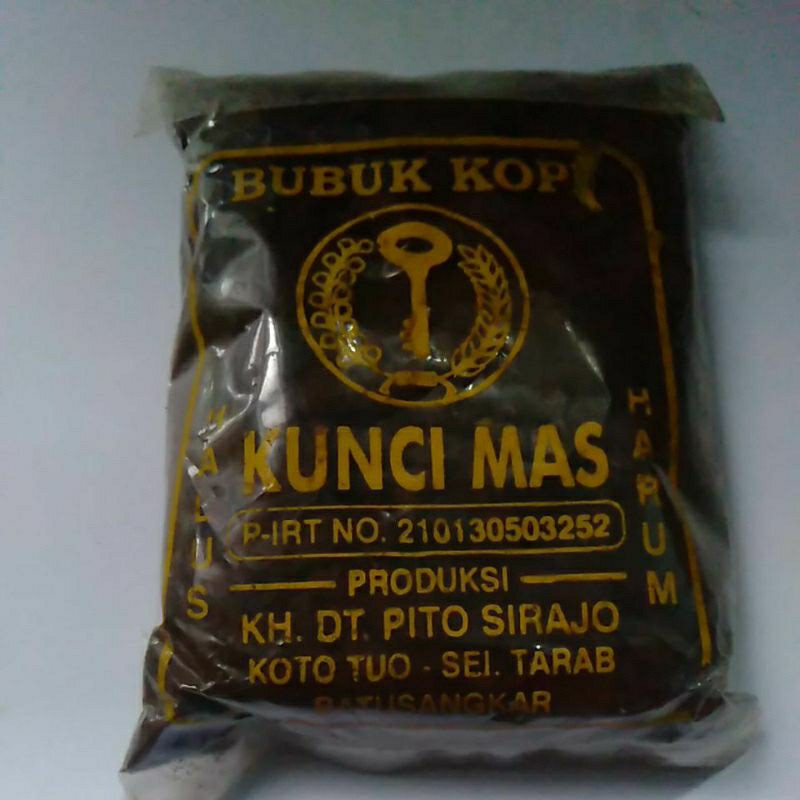 BUBUK KOPI
KUNCI MAS
HALUS
HARUM
P-IRT NO. 210130503252
PRODUKSI
KH. DT. PITO SIRAJO
KOTO TUO - SEI. TARAB
BATUSANGKAR